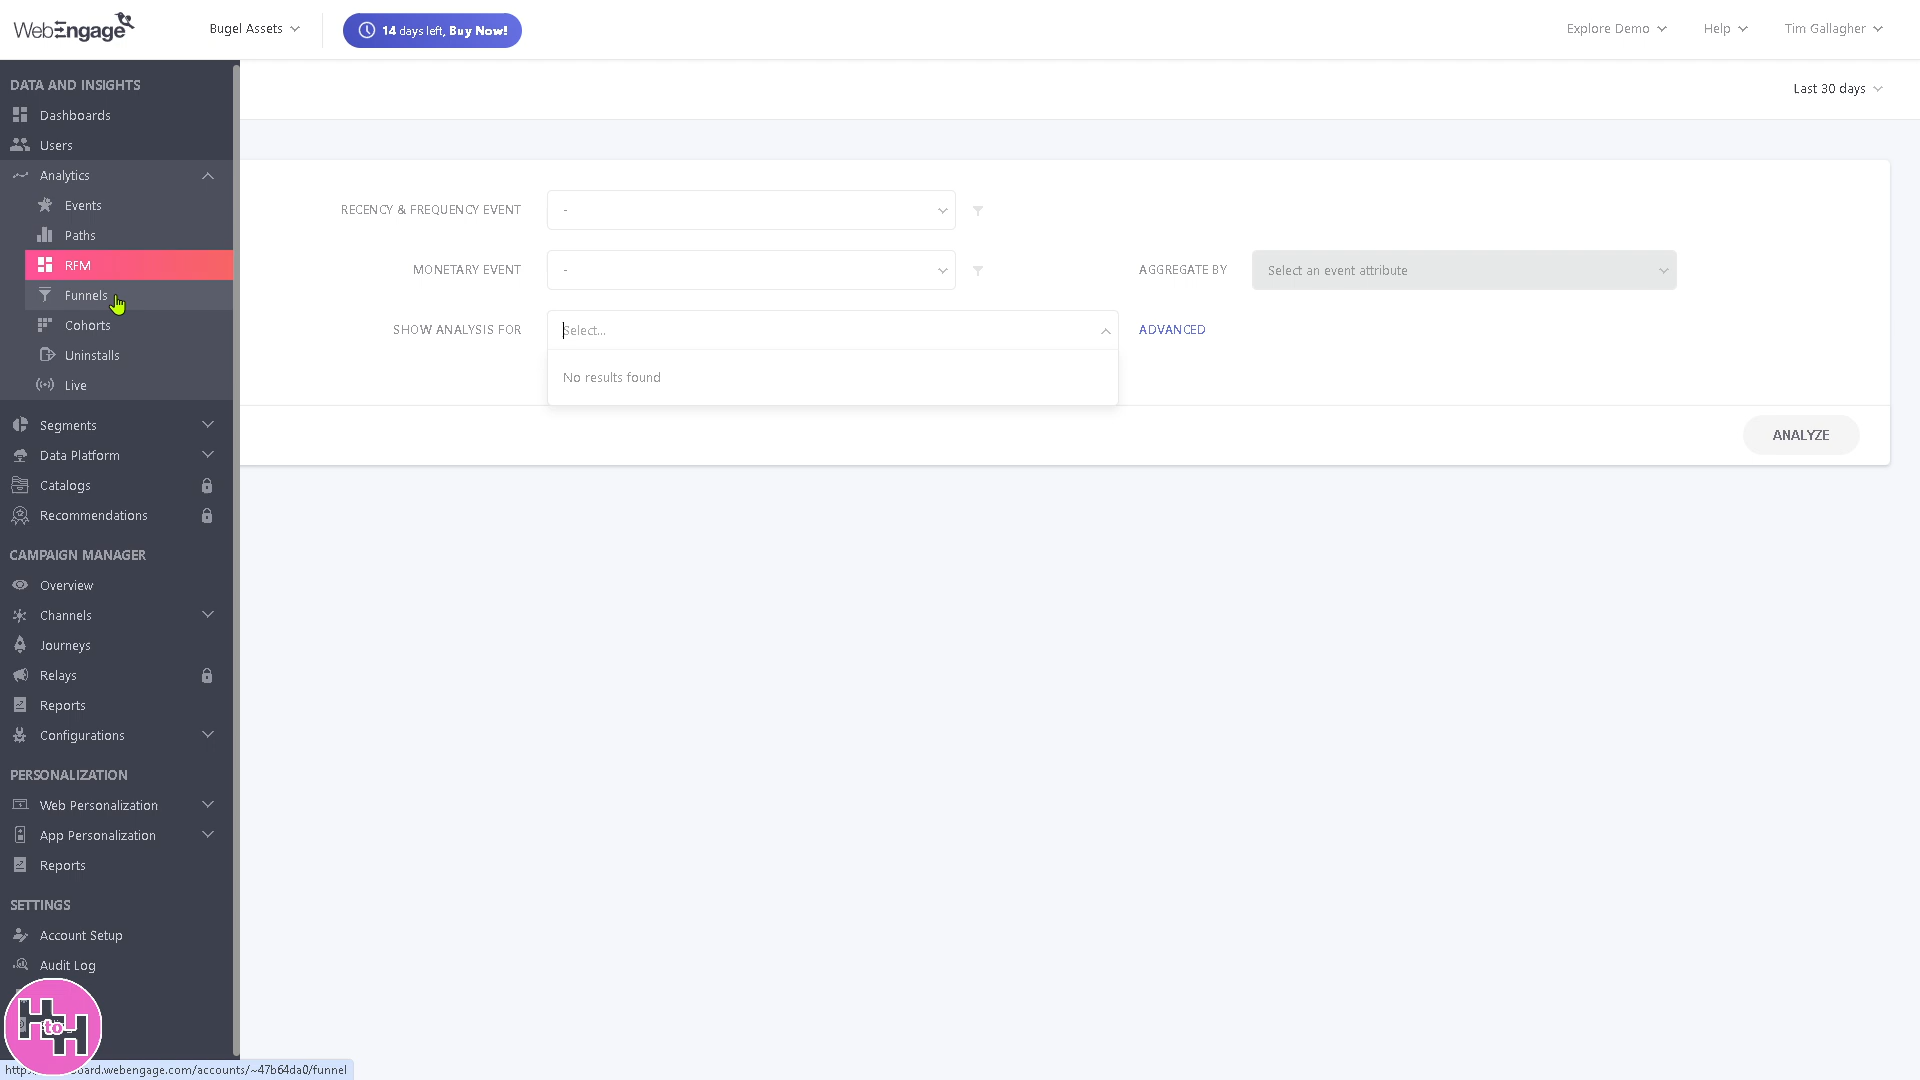 WebEngage
Bugel Assets
14 days left, Buy Now!
Explore Demo
Help
Tim Gallagher
DATA AND INSIGHTS
Dashboards
Users
Analytics
Events
Paths
RFM
Funnels
Cohorts
Uninstalls
Live
Segments
Data Platform
Catalogs
Recommendations
CAMPAIGN MANAGER
Overview
Channels
Journeys
Relays
Reports
Configurations
PERSONALIZATION
Web Personalization
App Personalization
Reports
SETTINGS
Account Setup
Audit Log
Last 30 days
RECENCY & FREQUENCY EVENT
-
MONETARY EVENT
-
AGGREGATE BY
Select an event attribute
SHOW ANALYSIS FOR
Select...
ADVANCED
No results found
ANALYZE
H to H
board.webengage.com/accounts/~47b64da0/funnel